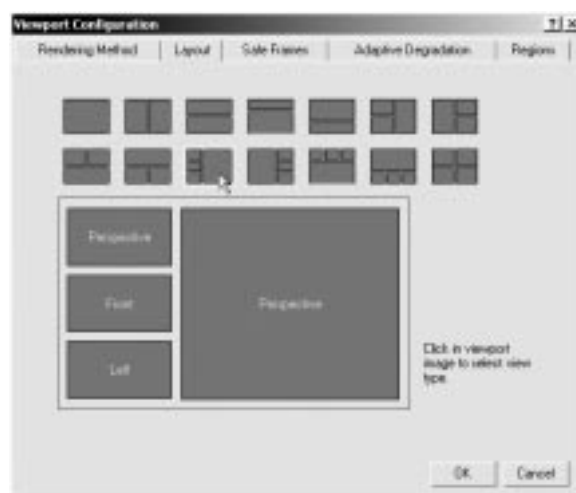 Viewport Configuration
Rendering Method
Layout
Safe Frames
Adaptive Degradation
Regions
Perspective
Front
Left
Perspective
Click in viewport
image to select view
type.
OK
Cancel